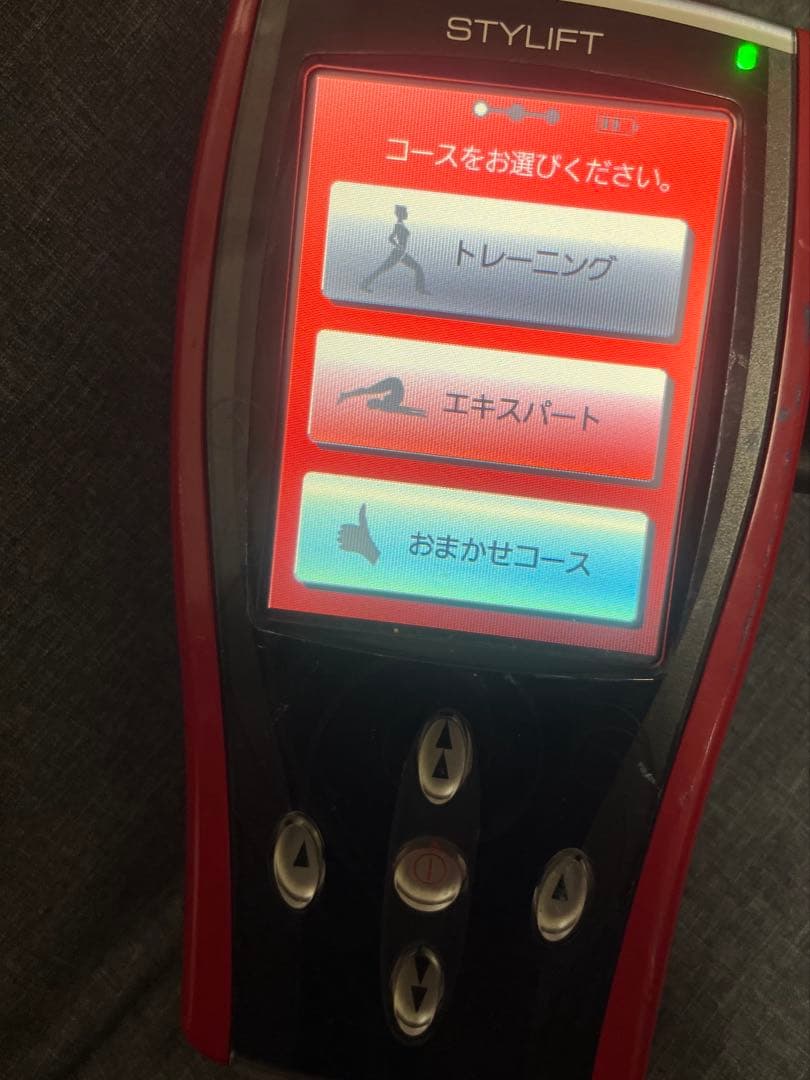 STYLIFT
コースをお選びください。
トレーニング
エキスパート
おまかせコース